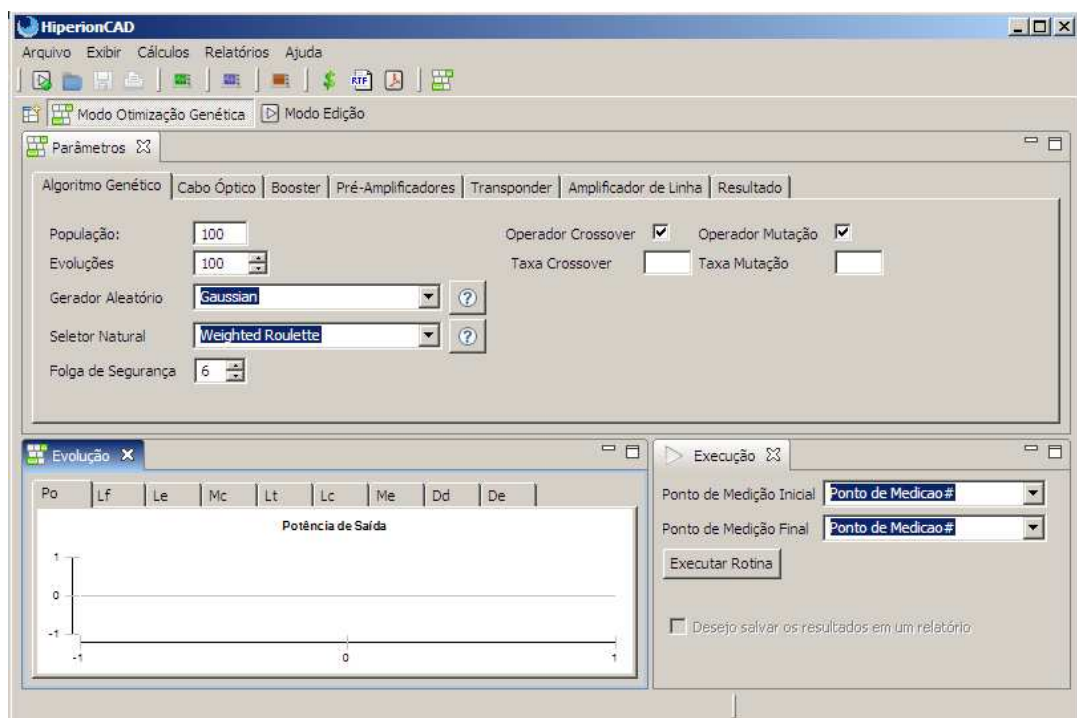 HiperionCAD
Arquivo Exibir Cálculos Relatórios Ajuda
RTF
Modo Otimização Genética Modo Edição
Parâmetros
Algoritmo Genético Cabo Óptico Booster Pré-Amplificadores Transponder Amplificador de Linha Resultado
População: 100 Operador Crossover Operador Mutação
Evoluções 100 Taxa Crossover Taxa Mutação
Gerador Aleatório Gaussian ?
Seletor Natural Weighted Roulette ?
Folga de Segurança 6
Evolução
Po Lf Le Mc Lt Lc Me Dd De
Potência de Saída
1
0
-1
-1 0 1
Execução
Ponto de Medição Inicial Ponto de Medicao#
Ponto de Medição Final Ponto de Medicao#
Executar Rotina
Desejo salvar os resultados em um relatório